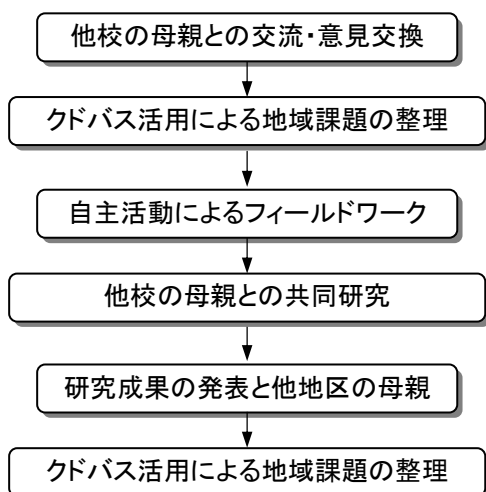 他校の母親との交流・意見交換
クドバス活用による地域課題の整理
自主活動によるフィールドワーク
他校の母親との共同研究
研究成果の発表と他地区の母親
クドバス活用による地域課題の整理